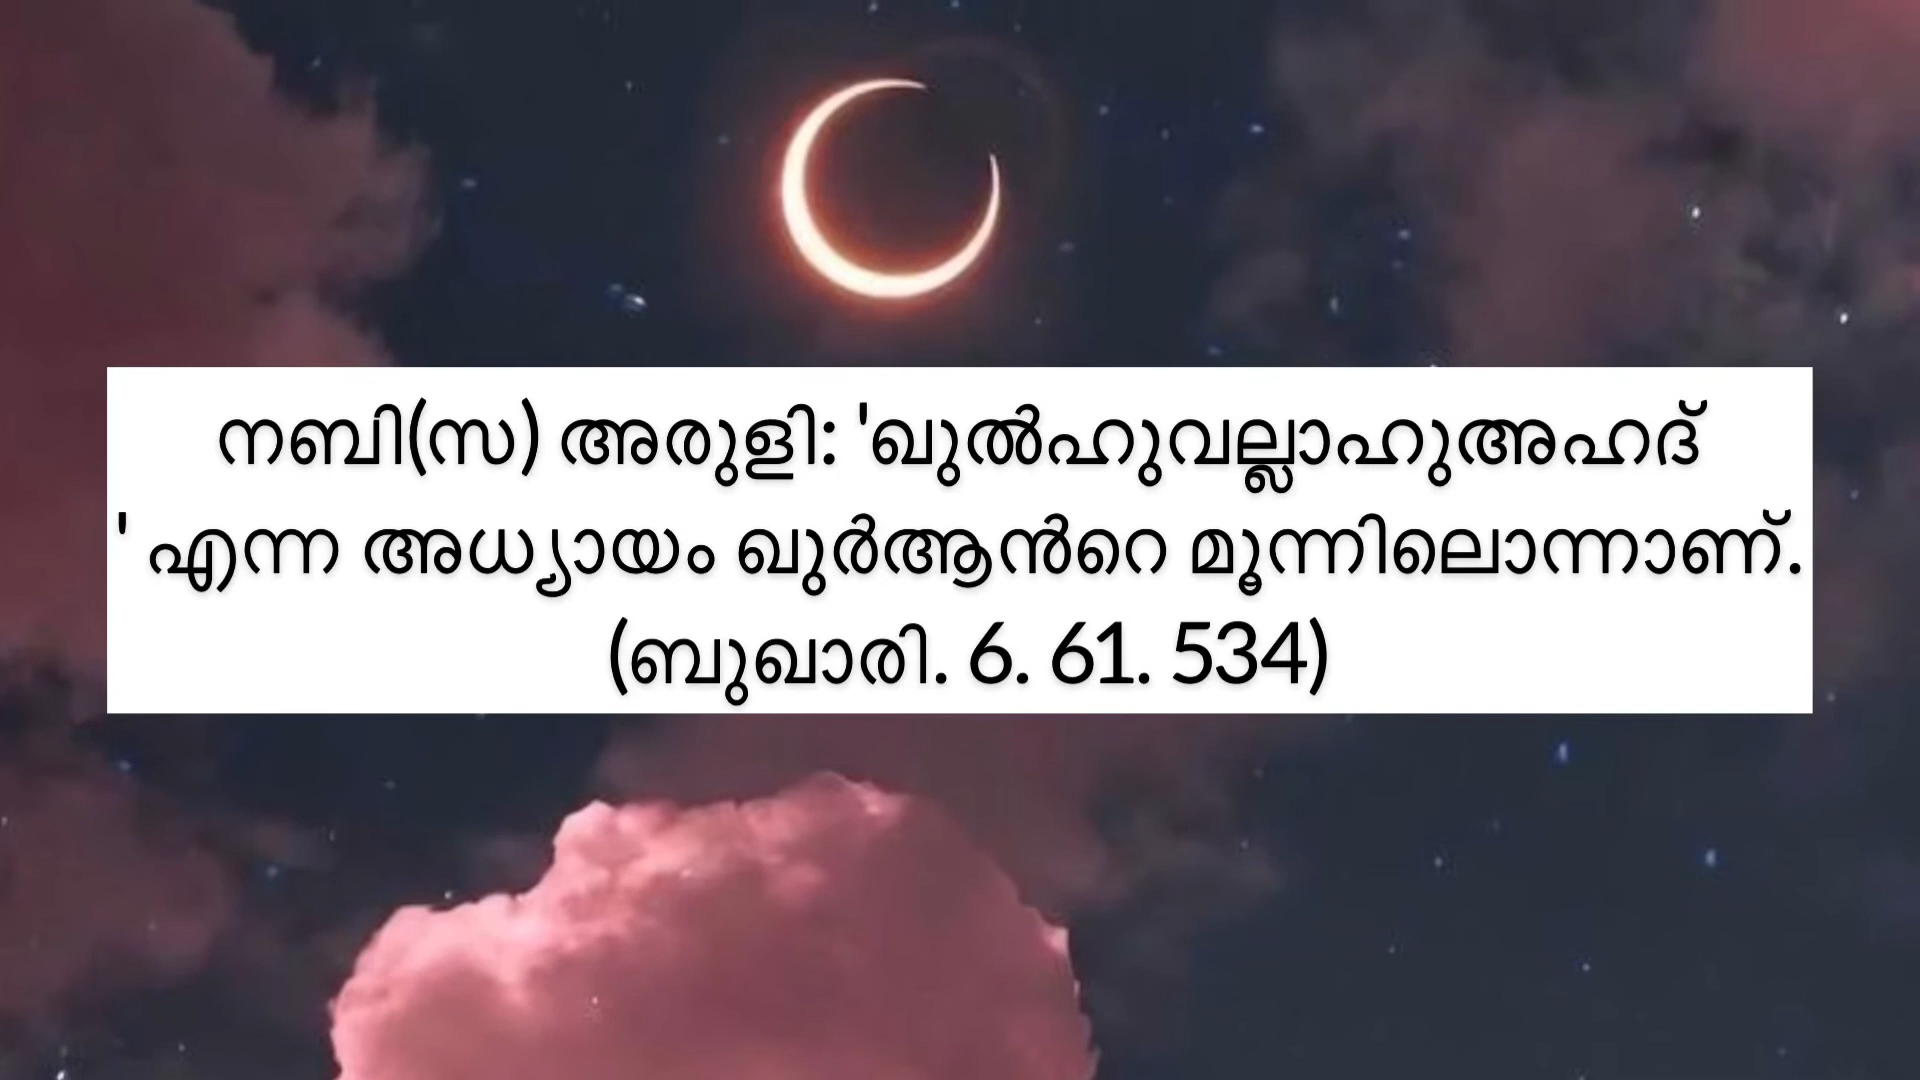 നബി(സ) അരുളി: 'ഖുൽഹുവല്ലാഹുഅഹദ്
' എന്ന അധ്യായം ഖുർആൻറെ മൂന്നിലൊന്നാണ്.
(ബുഖാരി. 6. 61. 534)